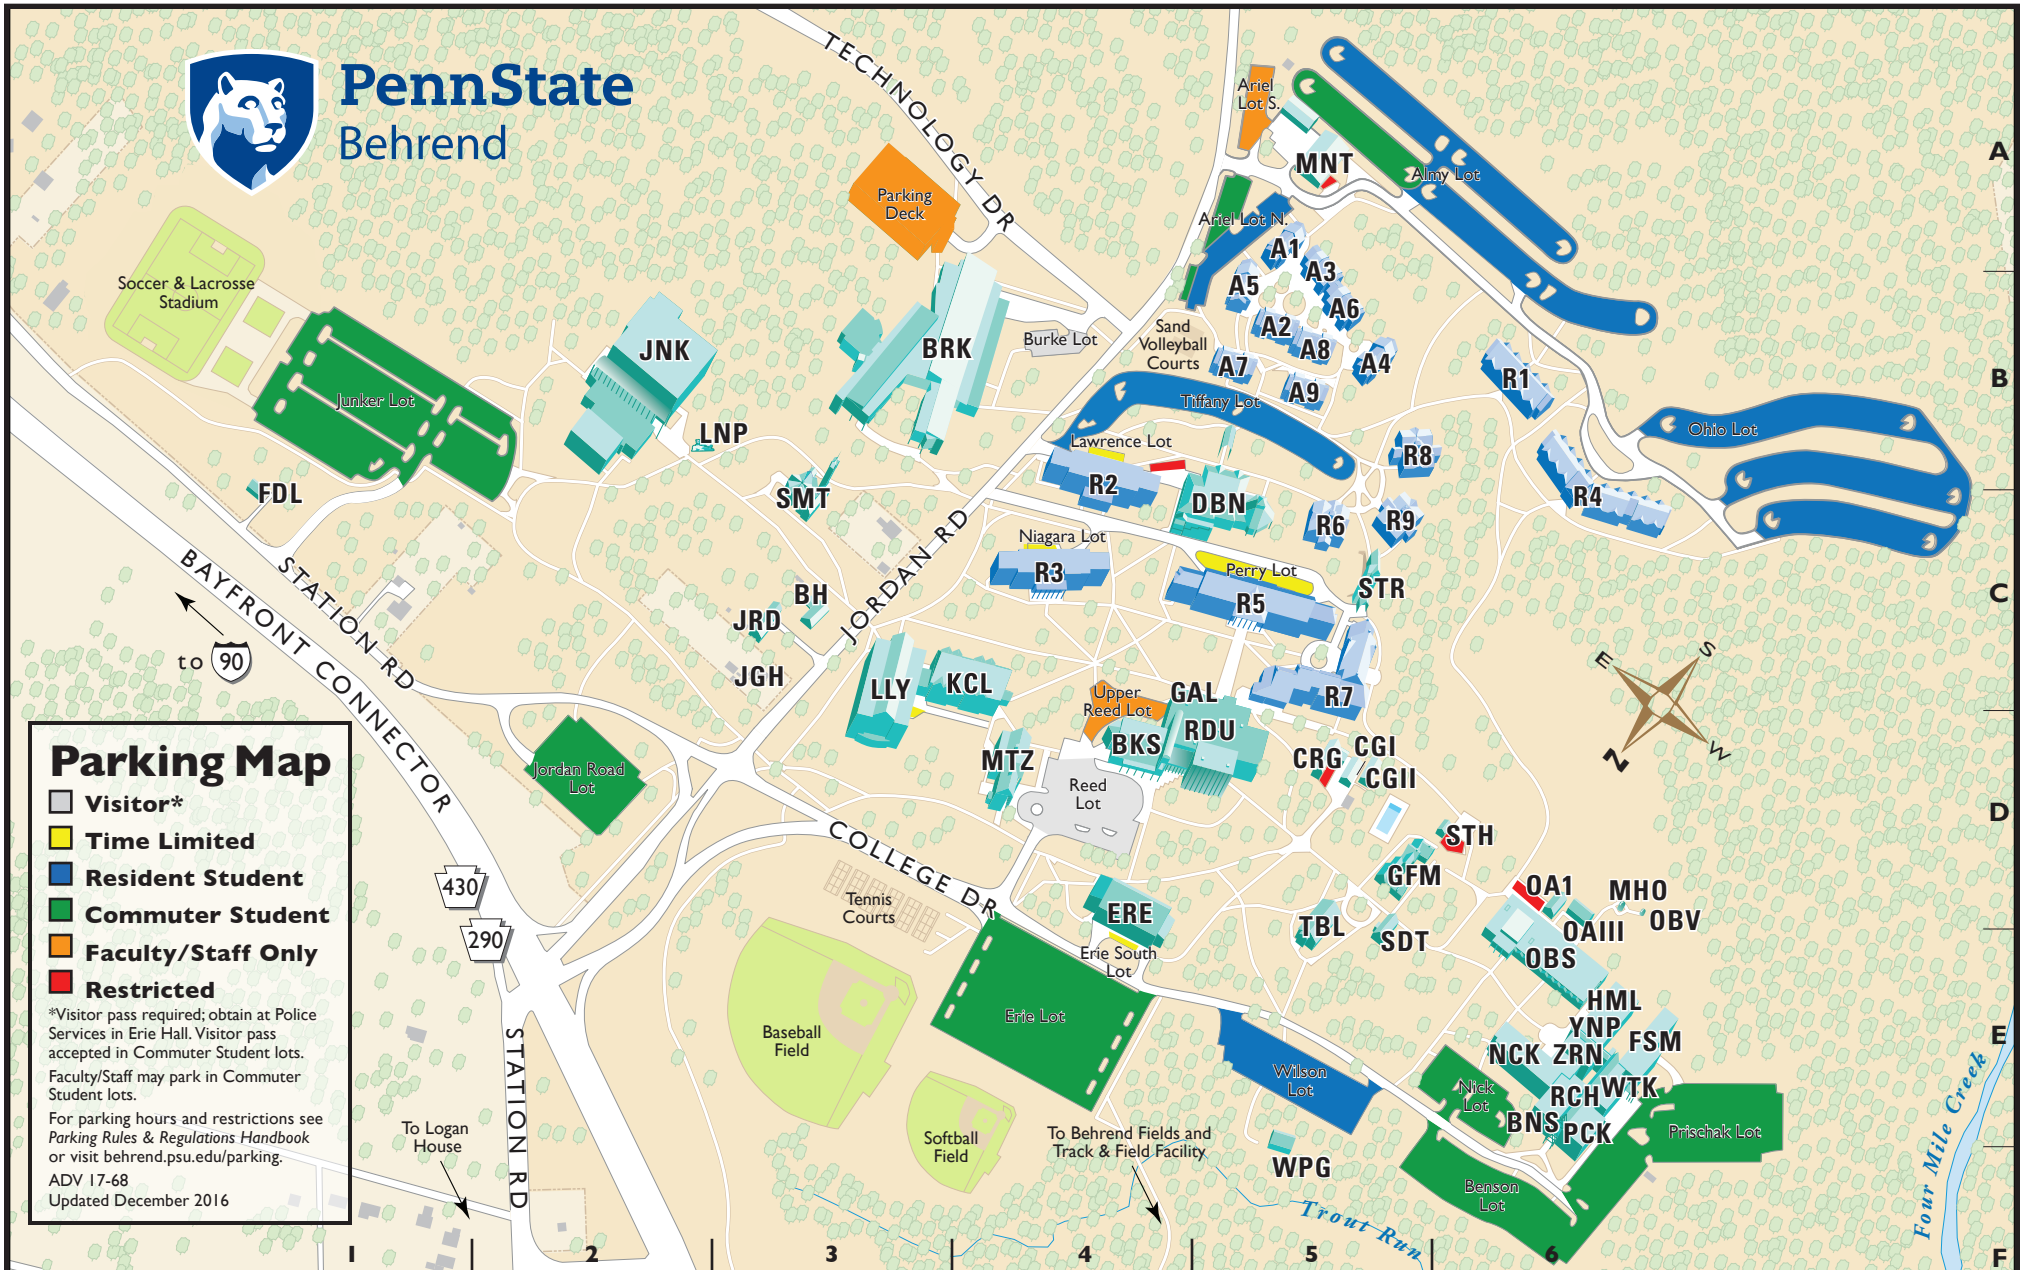 PennState
Behrend
TECHNOLOGY DR
Ariel
Lot S.
MNT
A
Almy Lot
Parking
Deck
Ariel Lot N.
A1
A3
A5
A6
Soccer & Lacrosse
Stadium
A2
A8
Sand
Volleyball
Courts
Burke Lot
BRK
JNK
A7
A4
A9
R1
B
Junker Lot
Tiffany Lot
Ohio Lot
LNP
Lawrence Lot
R8
R2
FDL
SMT
DBN
R4
R6
R9
JORDAN RD
Niagara Lot
R3
Perry Lot
STR
C
STATION RD
BAYFRONT CONNECTOR
BH
R5
JRD
to 90
JGH
LLY
KCL
Upper
Reed Lot
GAL
R7
E
S
N
W
RDU
BKS
MTZ
CRG
CGI
CGII
Jordan Road
Lot
Reed
Lot
D
COLLEGE DR
STH
GFM
430
290
Tennis
Courts
ERE
TBL
SDT
OA1
MHO
OBV
OAIII
OBS
Erie South
Lot
HML
YNP
FSM
E
Erie Lot
Baseball
Field
NCK
ZRN
Wilson
Lot
Nick
Lot
RCH
WTK
BNS
PCK
Prischak Lot
STATION RD
To Logan
House
Softball
Field
To Behrend Fields and
Track & Field Facility
WPG
Benson
Lot
Trout Run
Four Mile Creek
Parking Map
Visitor*
Time Limited
Resident Student
Commuter Student
Faculty/Staff Only
Restricted
*Visitor pass required; obtain at Police
Services in Erie Hall. Visitor pass
accepted in Commuter Student lots.
Faculty/Staff may park in Commuter
Student lots.
For parking hours and restrictions see
Parking Rules & Regulations Handbook
or visit behrend.psu.edu/parking.
ADV 17-68
Updated December 2016
1
2
3
4
5
6
F